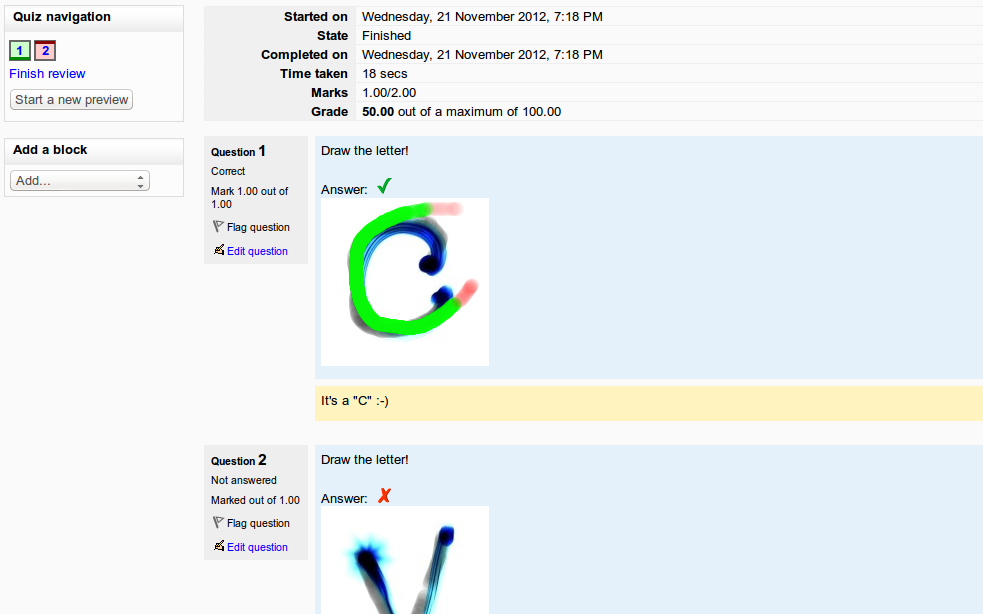 Quiz navigation
1 2
Finish review
Start a new preview
Add a block
Add...
Started on Wednesday, 21 November 2012, 7:18 PM
State Finished
Completed on Wednesday, 21 November 2012, 7:18 PM
Time taken 18 secs
Marks 1.00/2.00
Grade 50.00 out of a maximum of 100.00
Question 1
Correct
Mark 1.00 out of
1.00
Flag question
Edit question
Draw the letter!
Answer:
C
It's a "C" :-)
Question 2
Not answered
Marked out of 1.00
Flag question
Edit question
Draw the letter!
Answer: